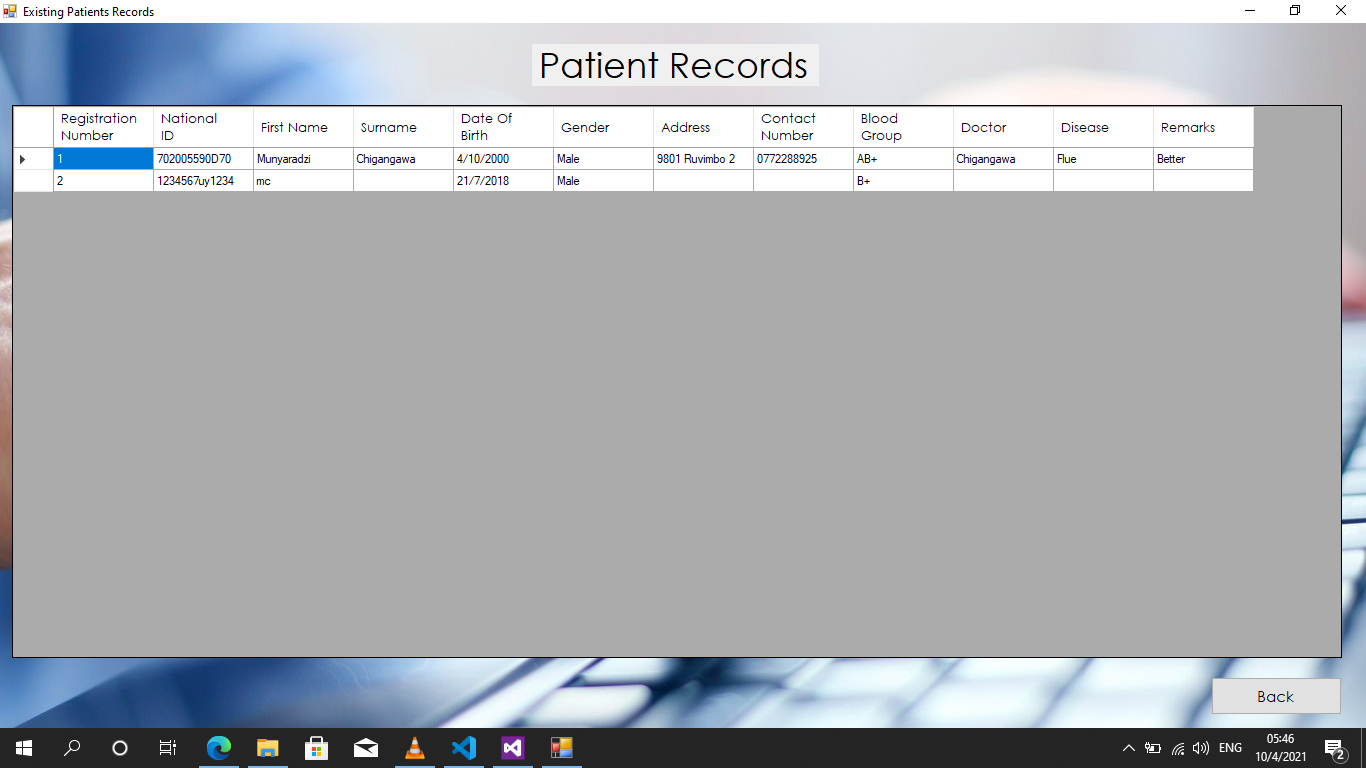 Existing Patients Records
Patient Records
Registration Number National ID First Name Surname Date Of Birth Gender Address Contact Number Blood Group Doctor Disease Remarks
1 702005590D70 Munyaradzi Chigangawa 4/10/2000 Male 9801 Ruvimbo 2 0772288925 AB+ Chigangawa Flue Better
2 1234567uy1234 mc 21/7/2018 Male B+
Back
ENG
05:46
10/4/2021
2